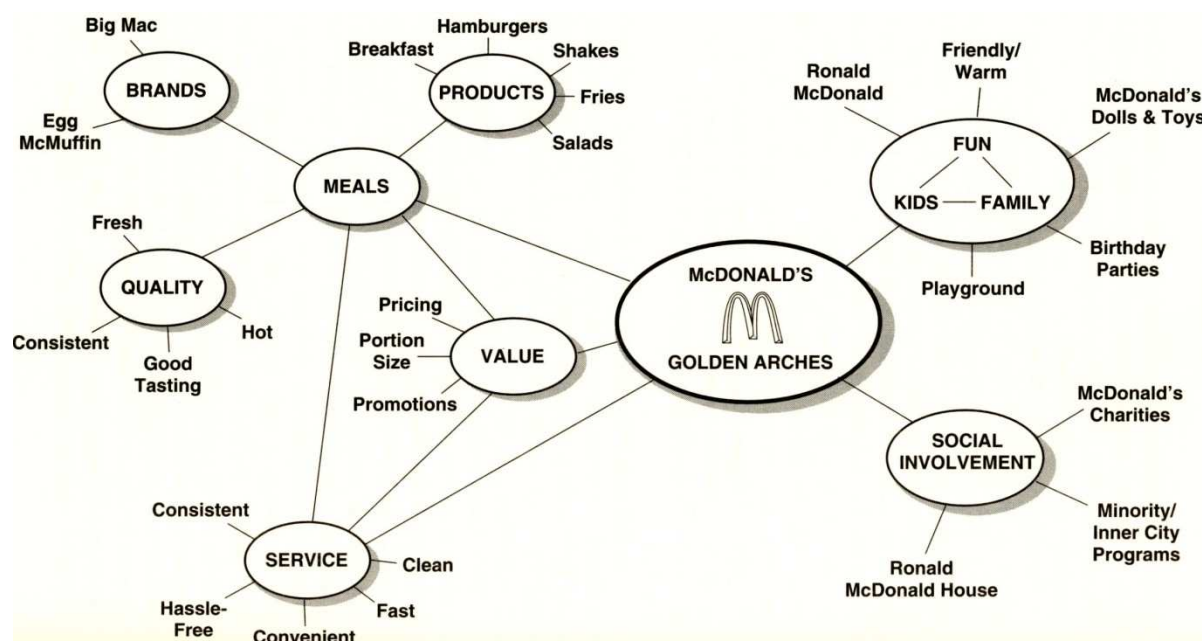 Big Mac
BRANDS
Egg
McMuffin
Hamburgers
Breakfast
Shakes
PRODUCTS
Fries
Salads
MEALS
Fresh
QUALITY
Consistent
Hot
Good
Tasting
Pricing
Portion
Size
VALUE
Promotions
Consistent
SERVICE
Clean
Hassle-
Free
Fast
Convenient
McDONALD'S
GOLDEN ARCHES
Friendly/
Warm
Ronald
McDonald
McDonald's
Dolls & Toys
FUN
KIDS
FAMILY
Birthday
Parties
Playground
McDonald's
Charities
SOCIAL
INVOLVEMENT
Minority/
Inner City
Programs
Ronald
McDonald House